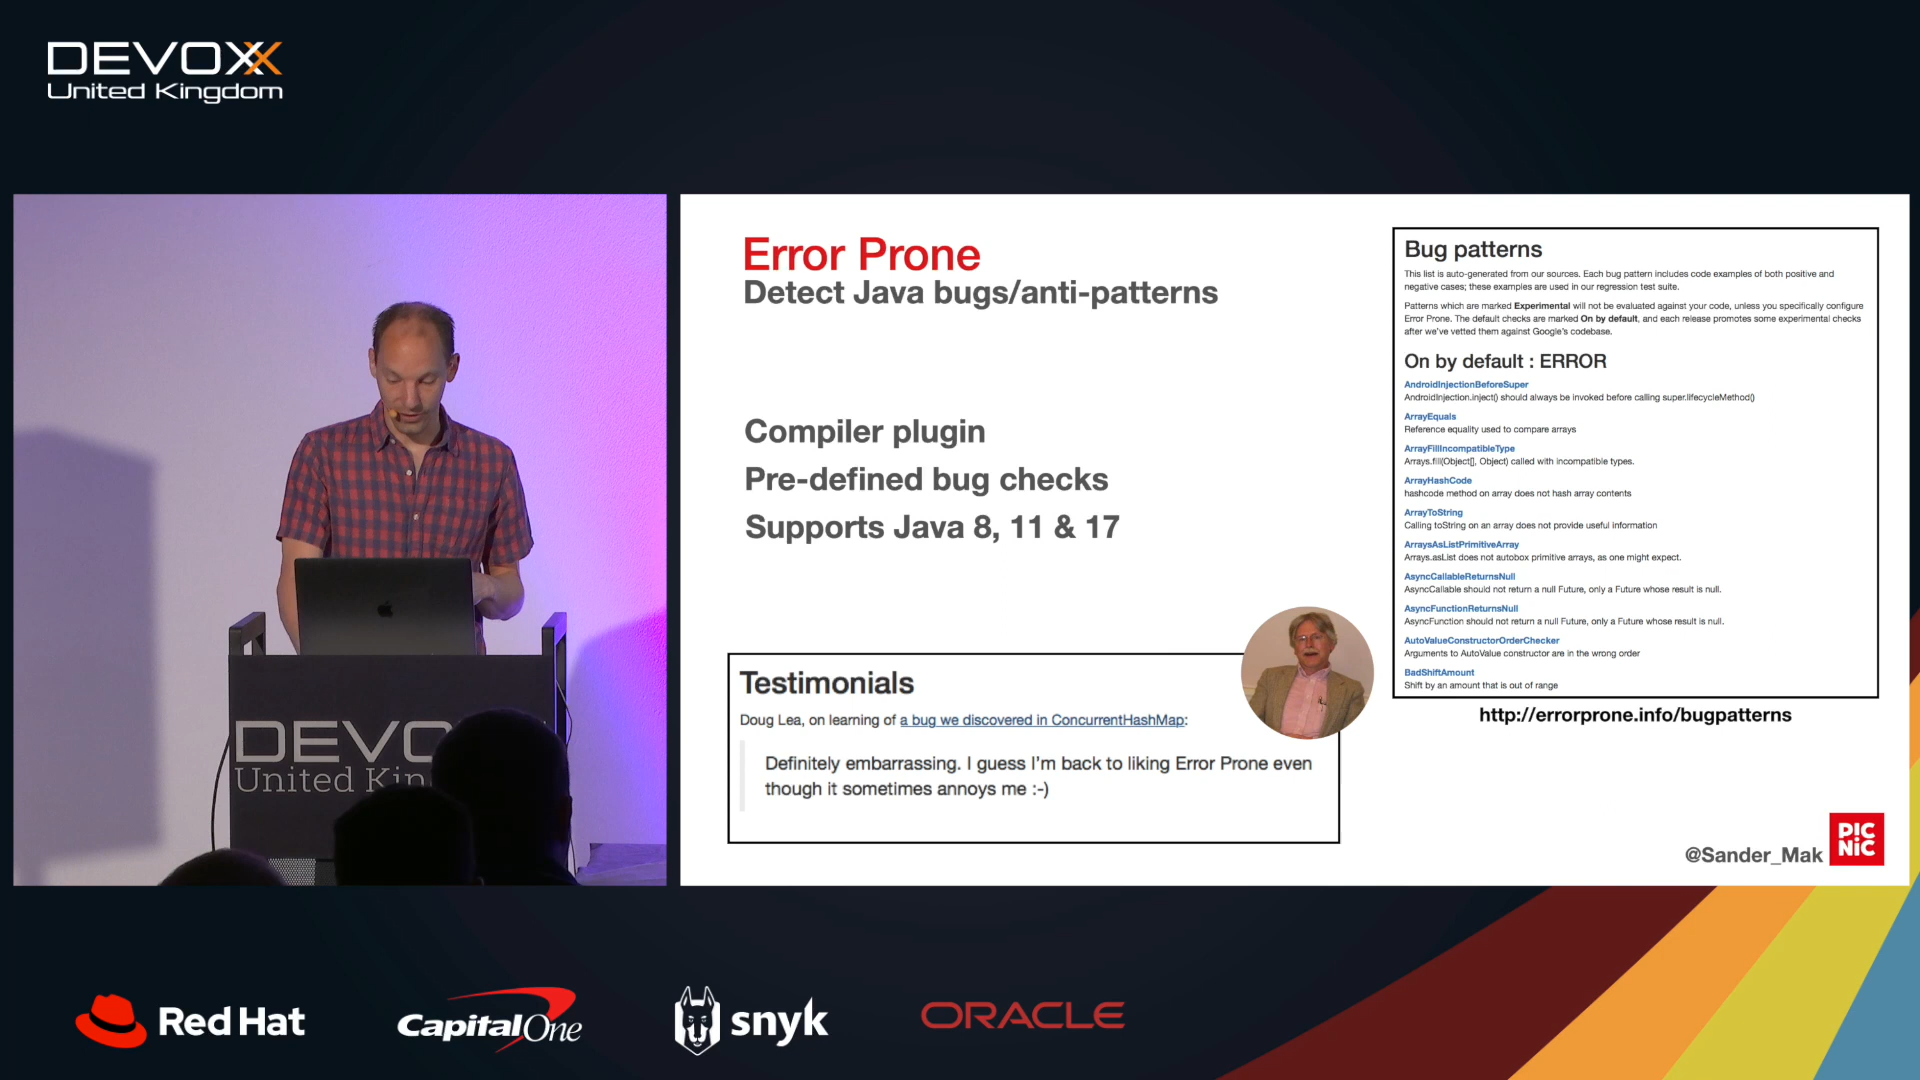 DEVOXX
United Kingdom
Error Prone
Detect Java bugs/anti-patterns
Compiler plugin
Pre-defined bug checks
Supports Java 8, 11 & 17
Testimonials
Doug Lea, on learning of a bug we discovered in ConcurrentHashMap:
Definitely embarrassing. I guess I'm back to liking Error Prone even
though it sometimes annoys me :-)
Bug patterns
This list is auto-generated from our sources. Each bug pattern includes code examples of both positive and
negative cases; these examples are used in our regression test suite.
Patterns which are marked Experimental will not be evaluated against your code, unless you specifically configure
Error Prone. The default checks are marked On by default, and each release promotes some experimental checks
after we've vetted them against Google's codebase.
On by default : ERROR
AndroidInjectionBeforeSuper
AndroidInjection.inject() should always be invoked before calling super.lifecycleMethod()
ArrayEquals
Reference equality used to compare arrays
ArrayFillIncompatibleType
Arrays.fill(Object[], Object) called with incompatible types.
ArrayHashCode
hashcode method on array does not hash array contents
ArrayToString
Calling toString on an array does not provide useful information
ArraysAsListPrimitiveArray
Arrays.asList does not autobox primitive arrays, as one might expect.
AsyncCallableReturnsNull
AsyncCallable should not return a null Future, only a Future whose result is null.
AsyncFunctionReturnsNull
AsyncFunction should not return a null Future, only a Future whose result is null.
AutoValueConstructorOrderChecker
Arguments to AutoValue constructor are in the wrong order
BadShiftAmount
Shift by an amount that is out of range
http://errorprone.info/bugpatterns
@Sander_Mak
PIC
NIC
DEVO
United Kin
Red Hat
Capital One
snyk
ORACLE